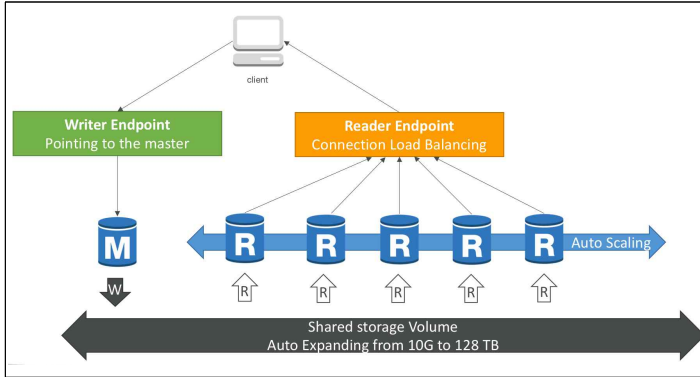 client
Writer Endpoint
Pointing to the master
Reader Endpoint
Connection Load Balancing
M
R
R
R
R
R
Auto Scaling
W
R
R
R
R
R
Shared storage Volume
Auto Expanding from 10G to 128 TB